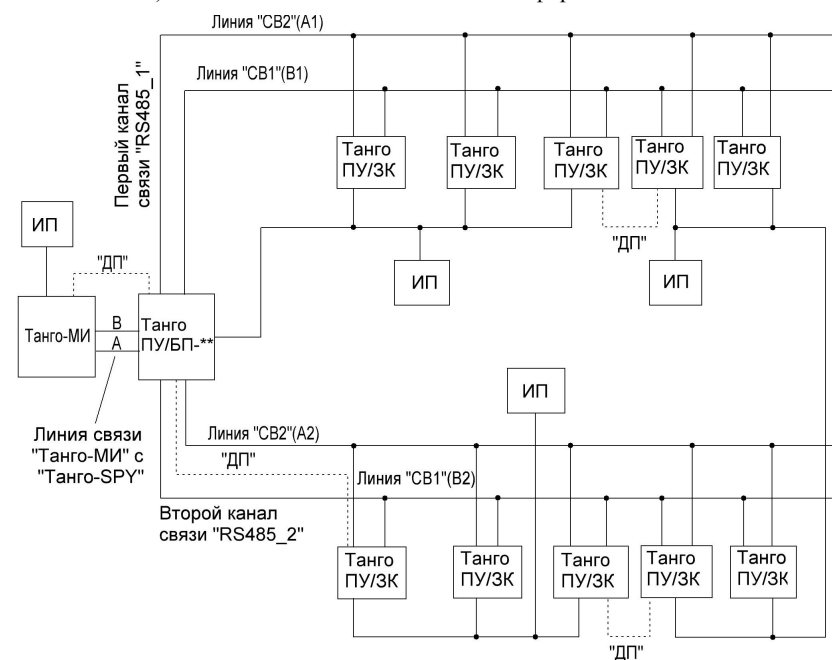 Линия "СВ2"(А1)
Линия "СВ1"(В1)
Первый канал
связи "RS485_1"
Танго
ПУ/ЗК
Танго
ПУ/ЗК
Танго
ПУ/ЗК
Танго
ПУ/ЗК
Танго
ПУ/ЗК
ИП
"ДП"
"ДП"
ИП
ИП
Танго-МИ
В
А
Танго
ПУ/БП-**
ИП
Линия связи
"Танго-МИ" с
"Танго-SPY"
Линия "СВ2"(А2)
"ДП"
Линия "СВ1"(В2)
Второй канал
связи "RS485_2"
Танго
ПУ/ЗК
Танго
ПУ/ЗК
Танго
ПУ/ЗК
Танго
ПУ/ЗК
Танго
ПУ/ЗК
"ДП"